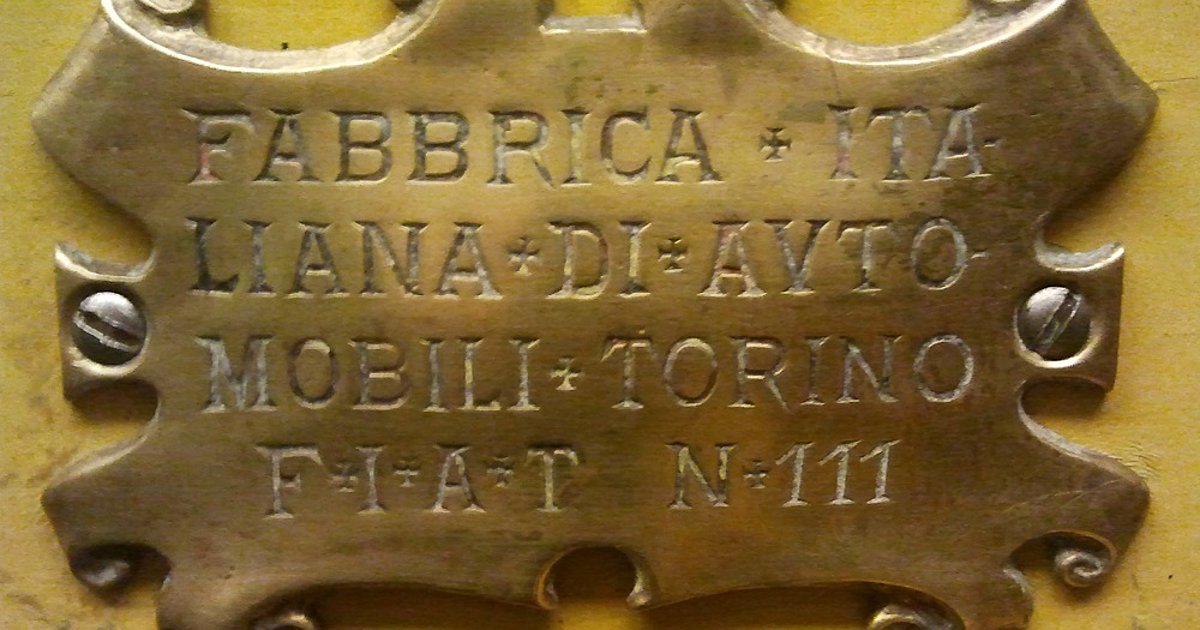 FABBRICA ✠ ITA-
LIANA ✠ DI ✠ AVTO-
MOBILI ✠ TORINO
F ✠ I ✠ A ✠ T N ✠ 111